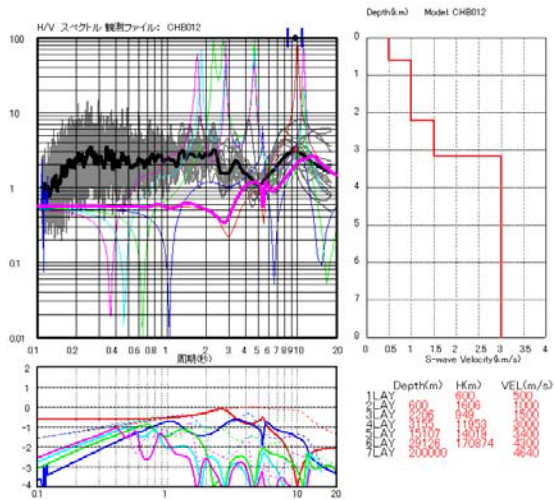 H/V スペクトル 観測ファイル: CHB012
Depth(km) Model: CHB012
100
10
1
0.1
0.01
0.1 0.2 0.4 0.6 0.8 1 2 3 4 5 6 7 8 9 10 20
周期(秒)
0
1
2
3
4
5
6
7
8
0 0.5 1 1.5 2 2.5 3 3.5 4
S-wave Velocity(km/s)
2
1
0
-1
-2
-3
-4
0.1 1 10 20
Depth(m) H(m) VEL(m/s)
1LAY 600 500
2LAY 600 1606
3LAY 2206 949 1500
4LAY 3155 11953 3000
5LAY 15107 14019
6LAY 170874
7LAY 200000 4640